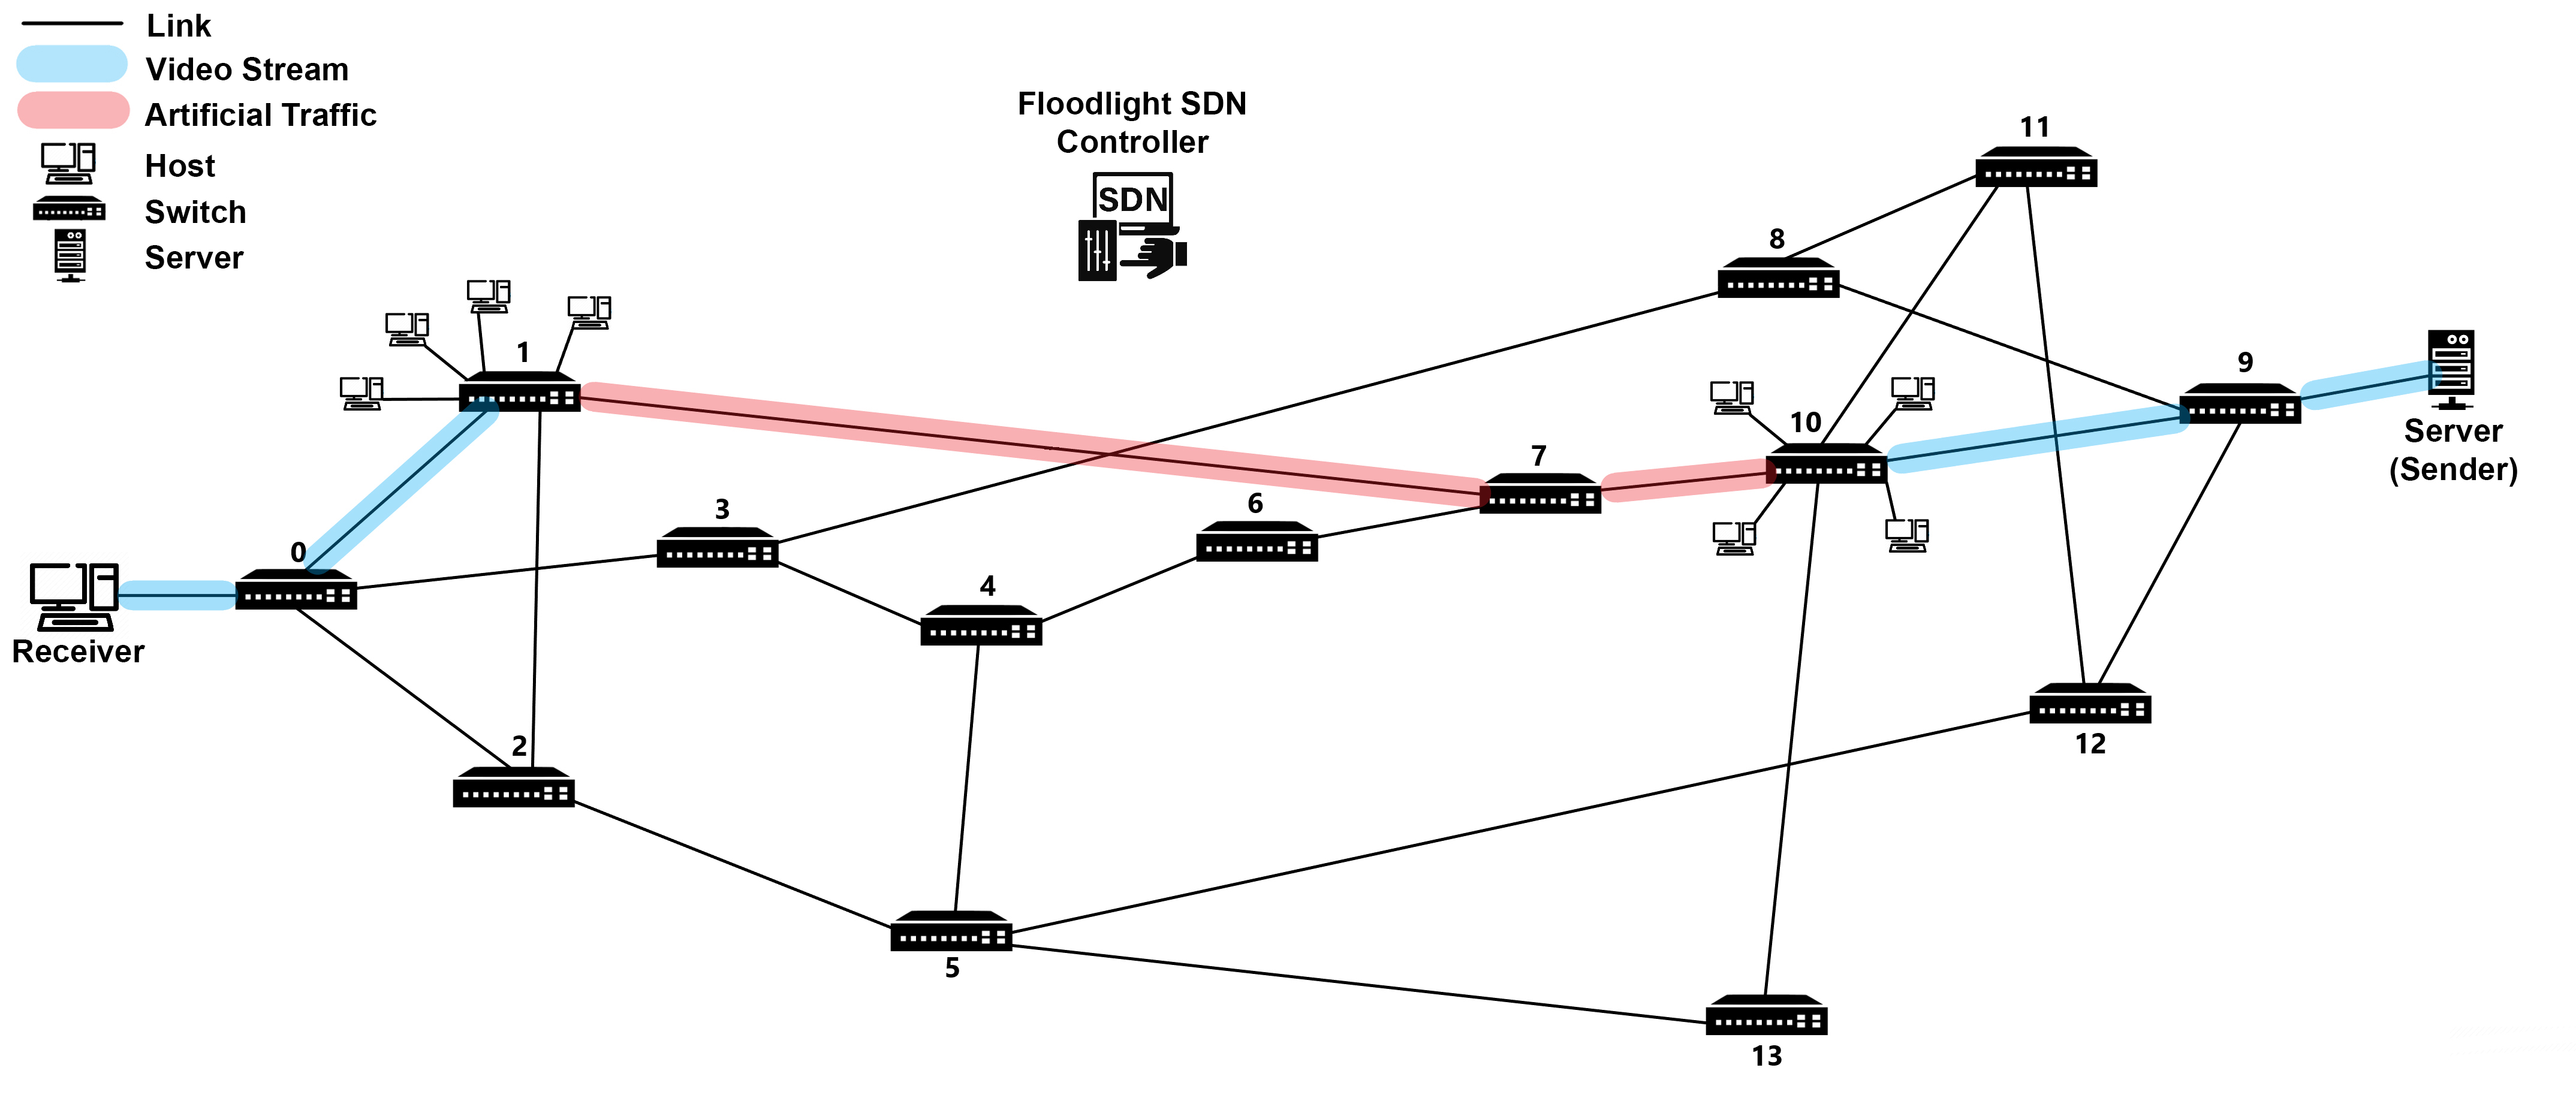 Link
Video Stream
Artificial Traffic
Host
Switch
Server
Floodlight SDN
Controller
SDN
11
8
1
9
10
7
3
6
0
4
Server
(Sender)
Receiver
2
12
5
13